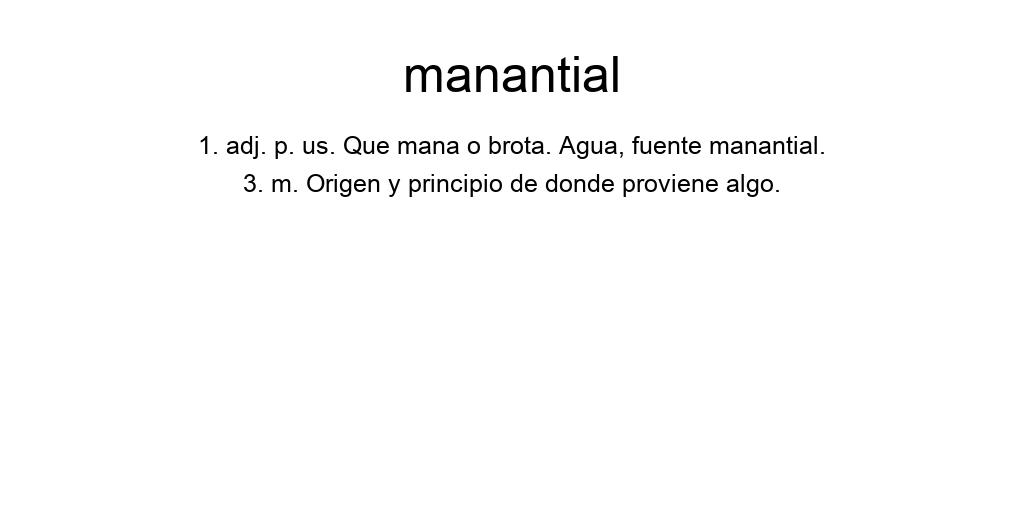 manantial
1. adj. p. us. Que mana o brota. Agua, fuente manantial.
3. m. Origen y principio de donde proviene algo.